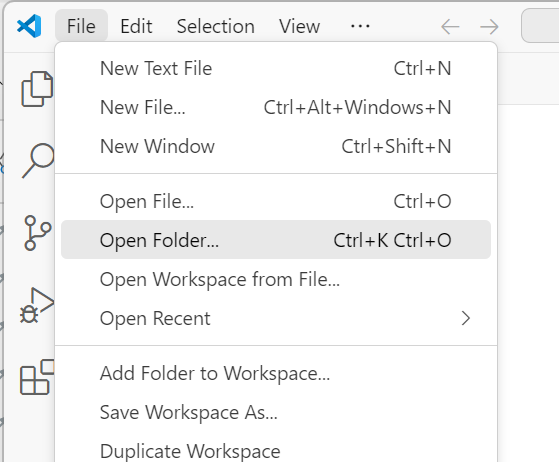 File Edit Selection View ...
New Text File Ctrl+N
New File... Ctrl+Alt+Windows+N
New Window Ctrl+Shift+N
Open File... Ctrl+O
Open Folder... Ctrl+K Ctrl+O
Open Workspace from File...
Open Recent
Add Folder to Workspace...
Save Workspace As...
Duplicate Workspace